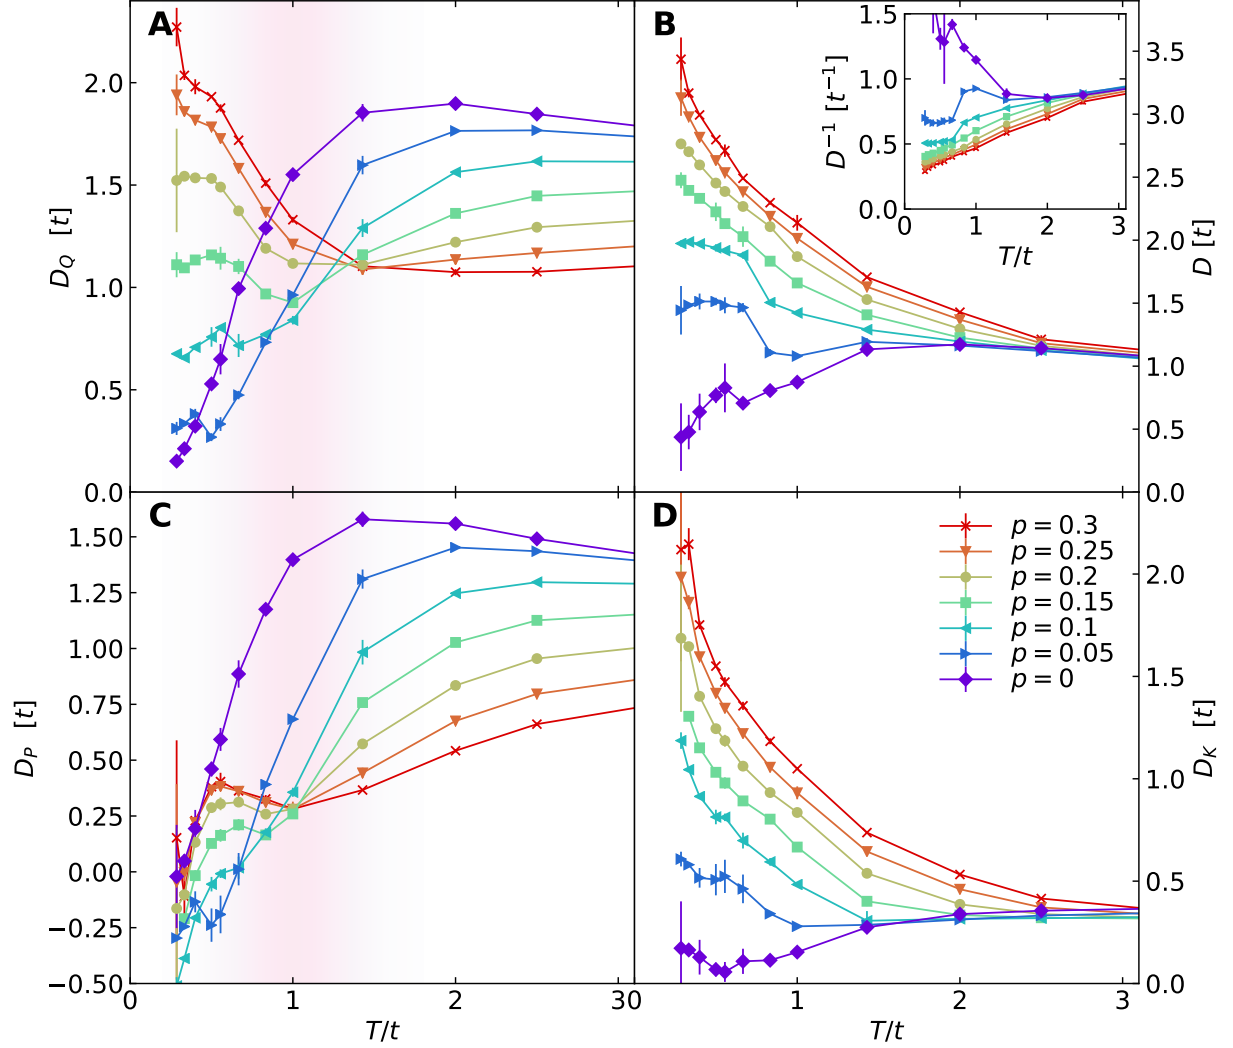 A
2.0
1.5
1.0
0.5
0.0
D_Q [t]
B
3.5
3.0
2.5
2.0
1.5
1.0
0.5
0.0
D [t]
1.5
1.0
0.5
0.0
D⁻¹ [t⁻¹]
0 1 2 3
T/t
C
1.50
1.25
1.00
0.75
0.50
0.25
0.00
−0.25
−0.50
D_P [t]
0 1 2 3
T/t
D
p = 0.3
p = 0.25
p = 0.2
p = 0.15
p = 0.1
p = 0.05
p = 0
2.0
1.5
1.0
0.5
0.0
D_K [t]
0 1 2 3
T/t